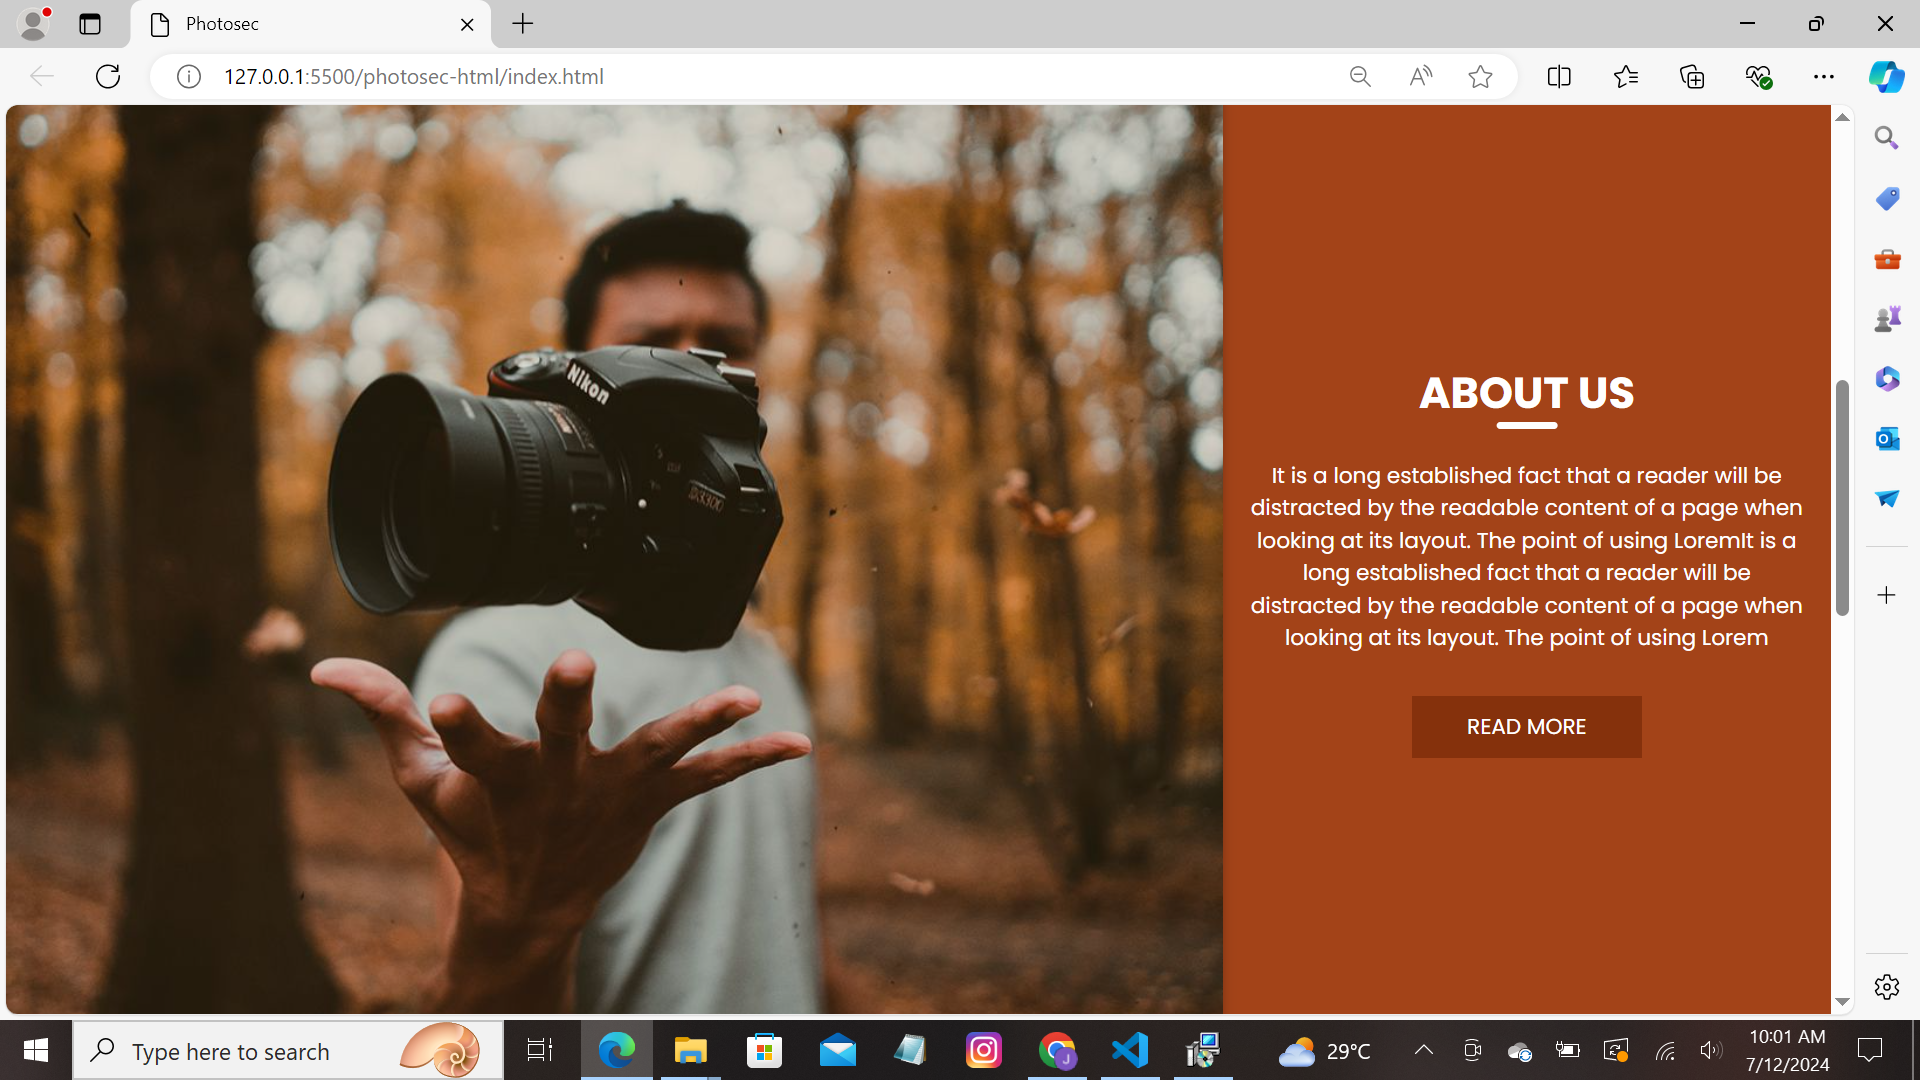 Photosec
127.0.0.1:5500/photosec-html/index.html
Nikon
D3300
ABOUT US
It is a long established fact that a reader will be
distracted by the readable content of a page when
looking at its layout. The point of using LoremIt is a
long established fact that a reader will be
distracted by the readable content of a page when
looking at its layout. The point of using Lorem
READ MORE
Type here to search
29°C
10:01 AM
7/12/2024